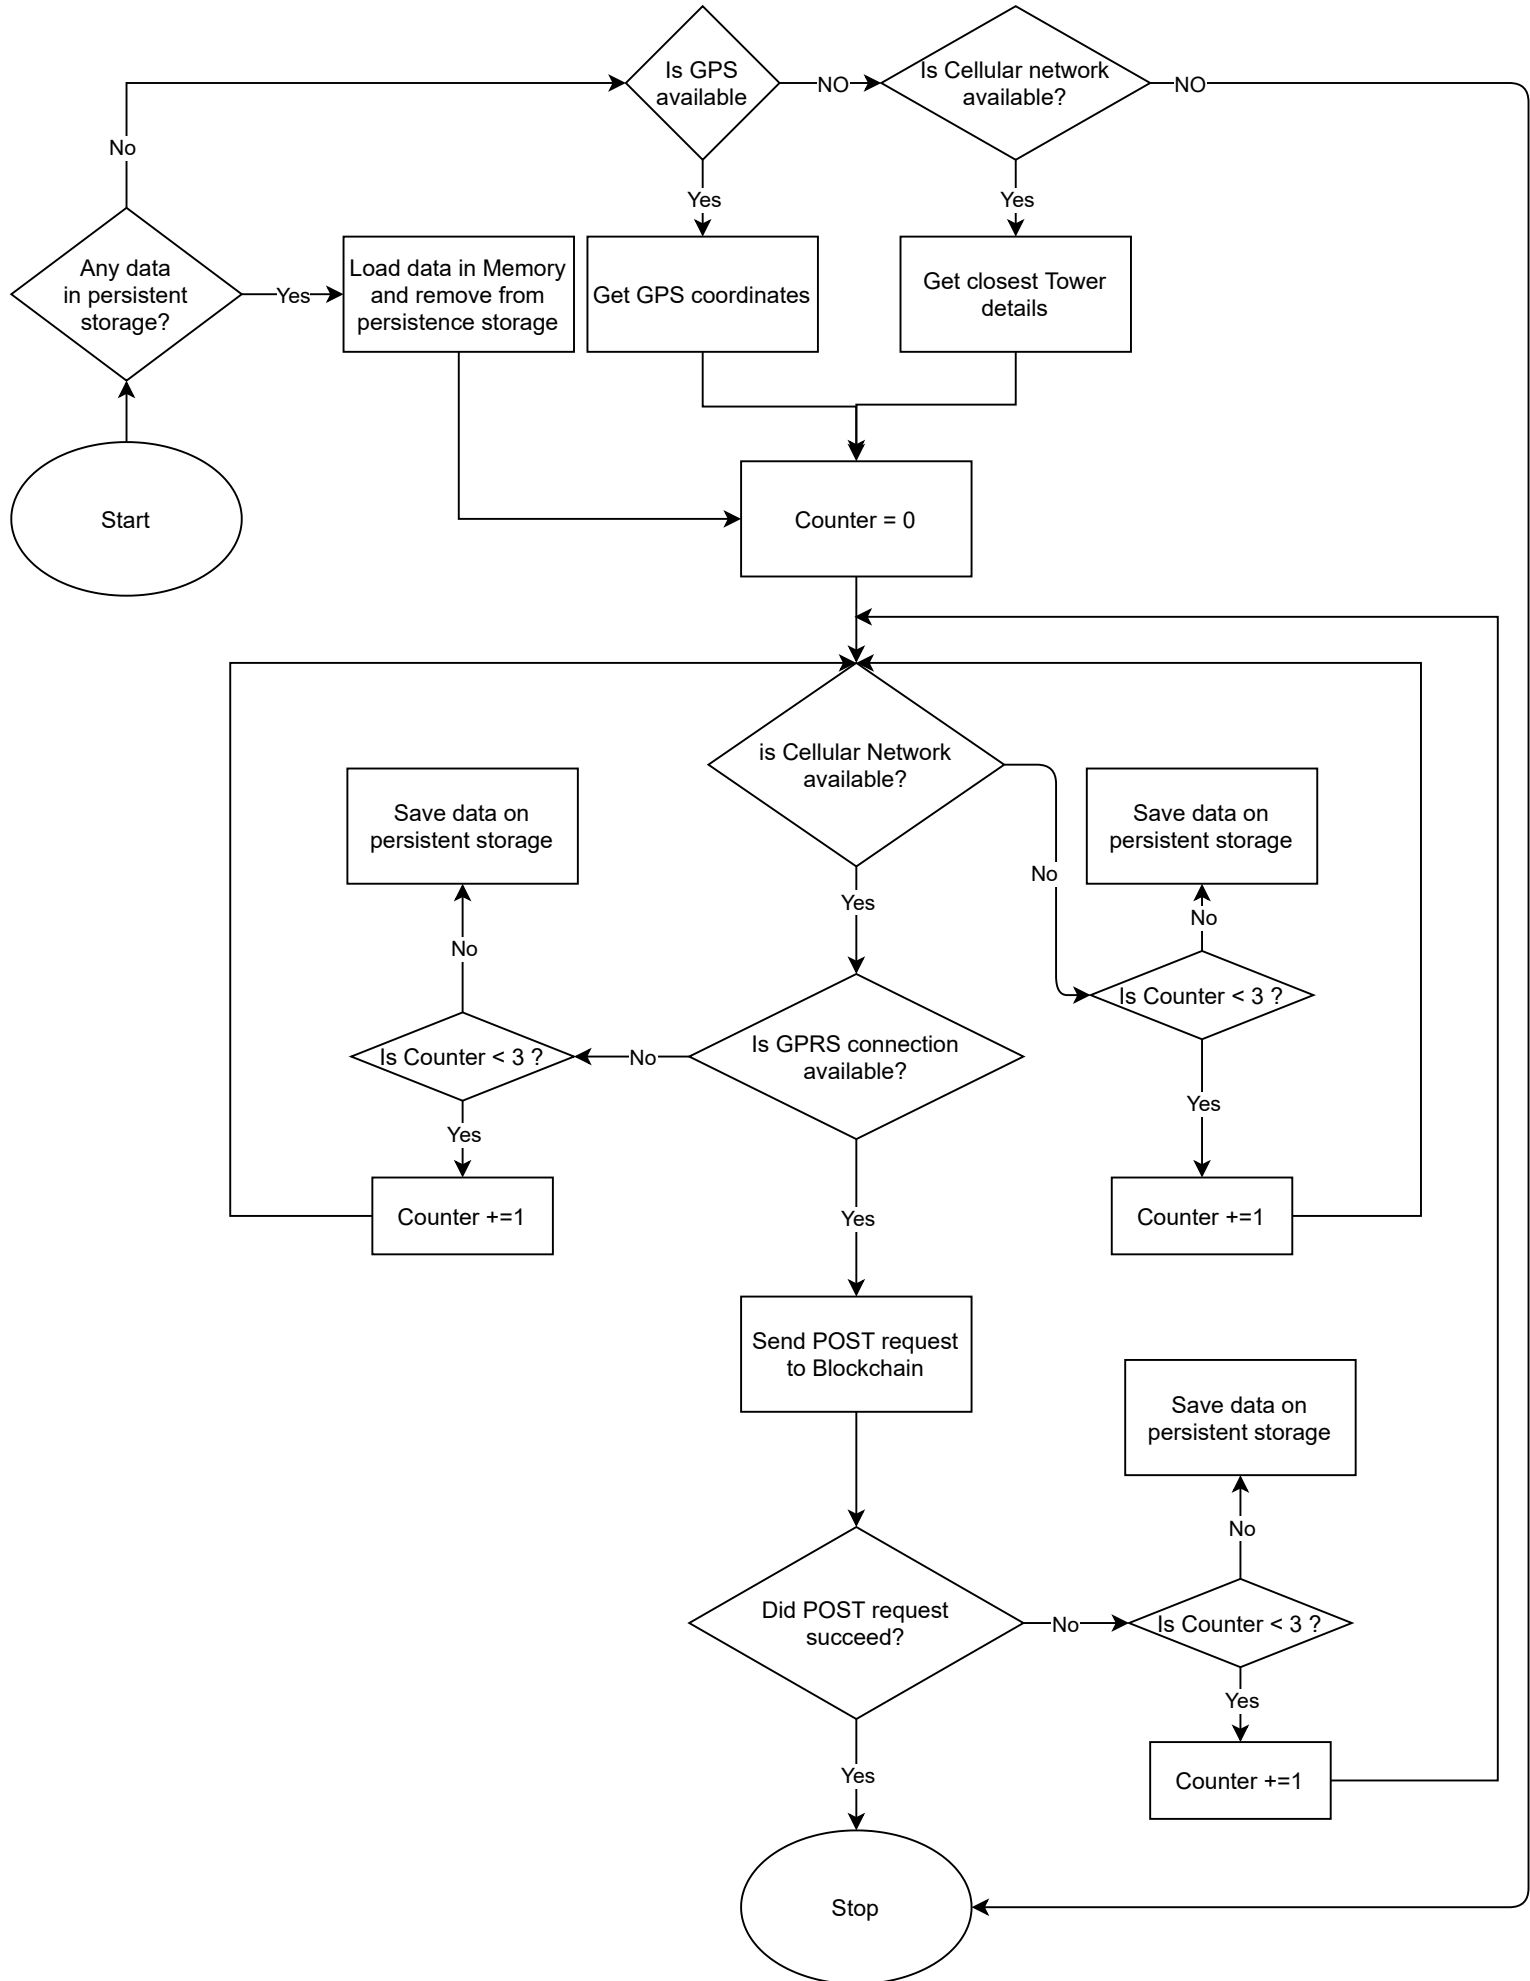 Is GPS
available
NO
Is Cellular network
available?
NO
No
Yes
Yes
Any data
in persistent
storage?
Yes
Load data in Memory
and remove from
persistence storage
Get GPS coordinates
Get closest Tower
details
Start
Counter = 0
is Cellular Network
available?
Save data on
persistent storage
Save data on
persistent storage
No
Yes
No
No
Is Counter < 3 ?
Is Counter < 3 ?
No
Is GPRS connection
available?
Yes
Yes
Counter +=1
Yes
Counter +=1
Send POST request
to Blockchain
Save data on
persistent storage
No
Did POST request
succeed?
No
Is Counter < 3 ?
Yes
Yes
Counter +=1
Stop